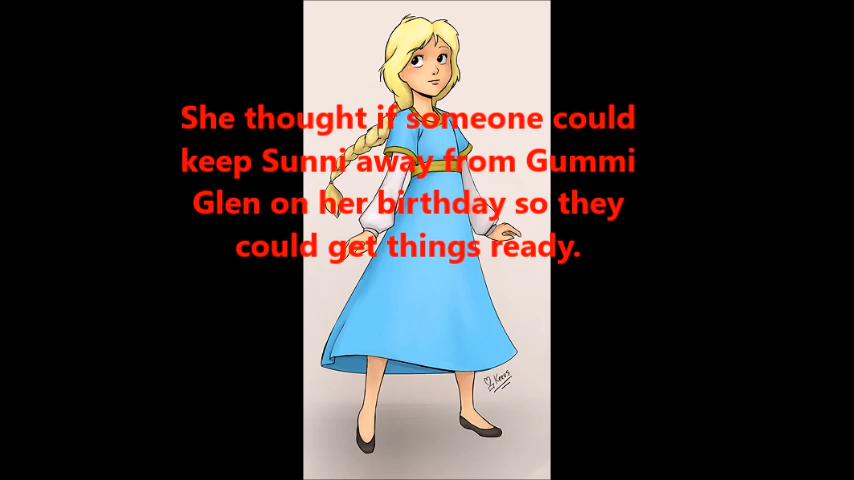 She thought if someone could
keep Sunni away from Gummi
Glen on her birthday so they
could get things ready.
Keevs